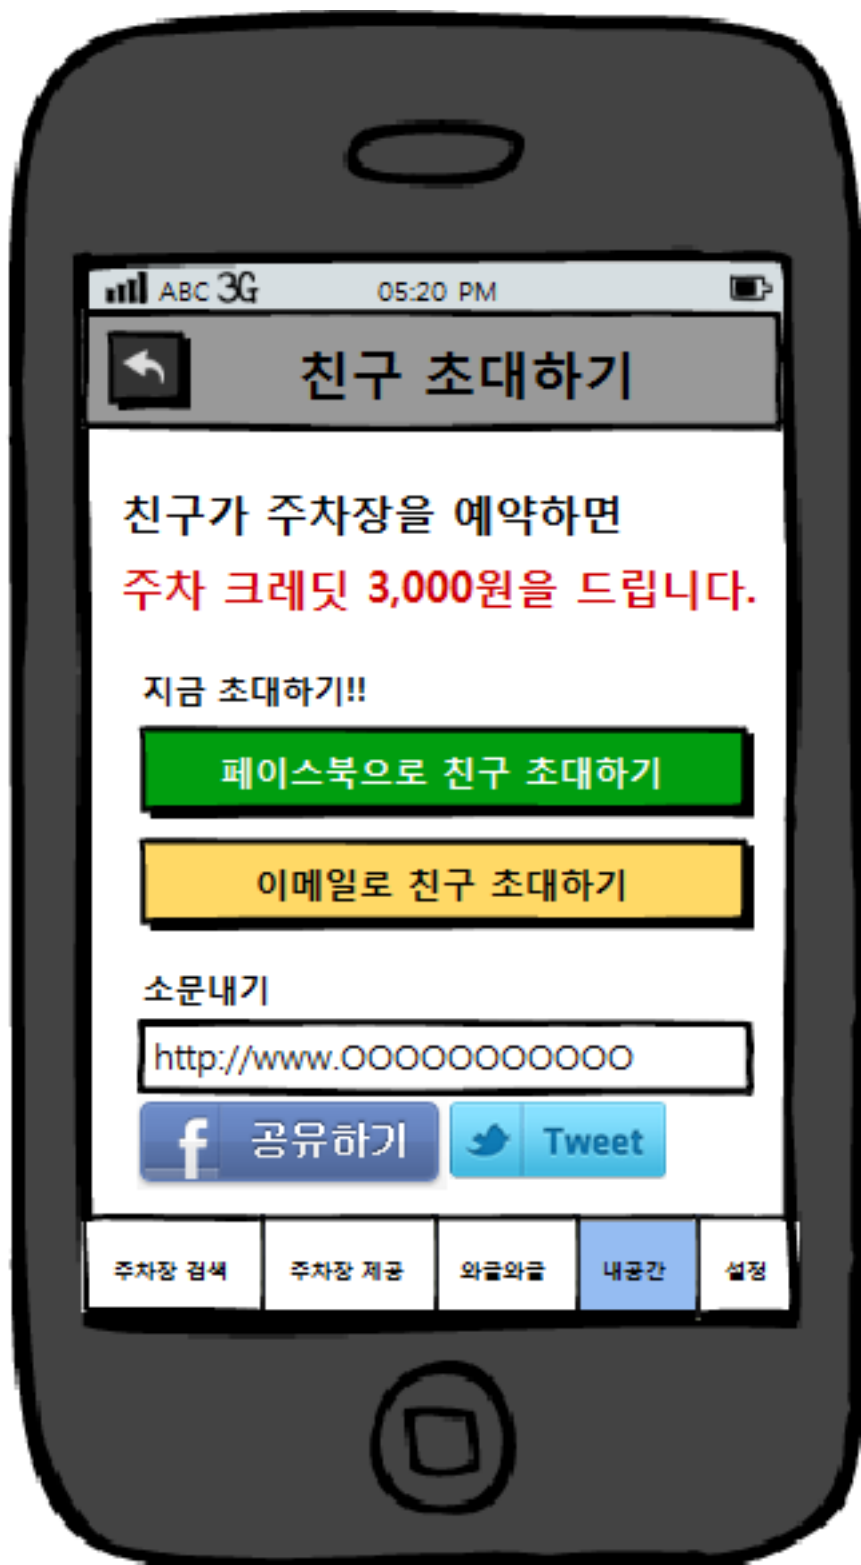 ABC 3G 05:20 PM
친구 초대하기
친구가 주차장을 예약하면
주차 크레딧 3,000원을 드립니다.
지금 초대하기!!
페이스북으로 친구 초대하기
이메일로 친구 초대하기
소문내기
http://www.OOOOOOOOOOO
f 공유하기 Tweet
주차장 검색 주차장 제공 와글와글 내공간 설정